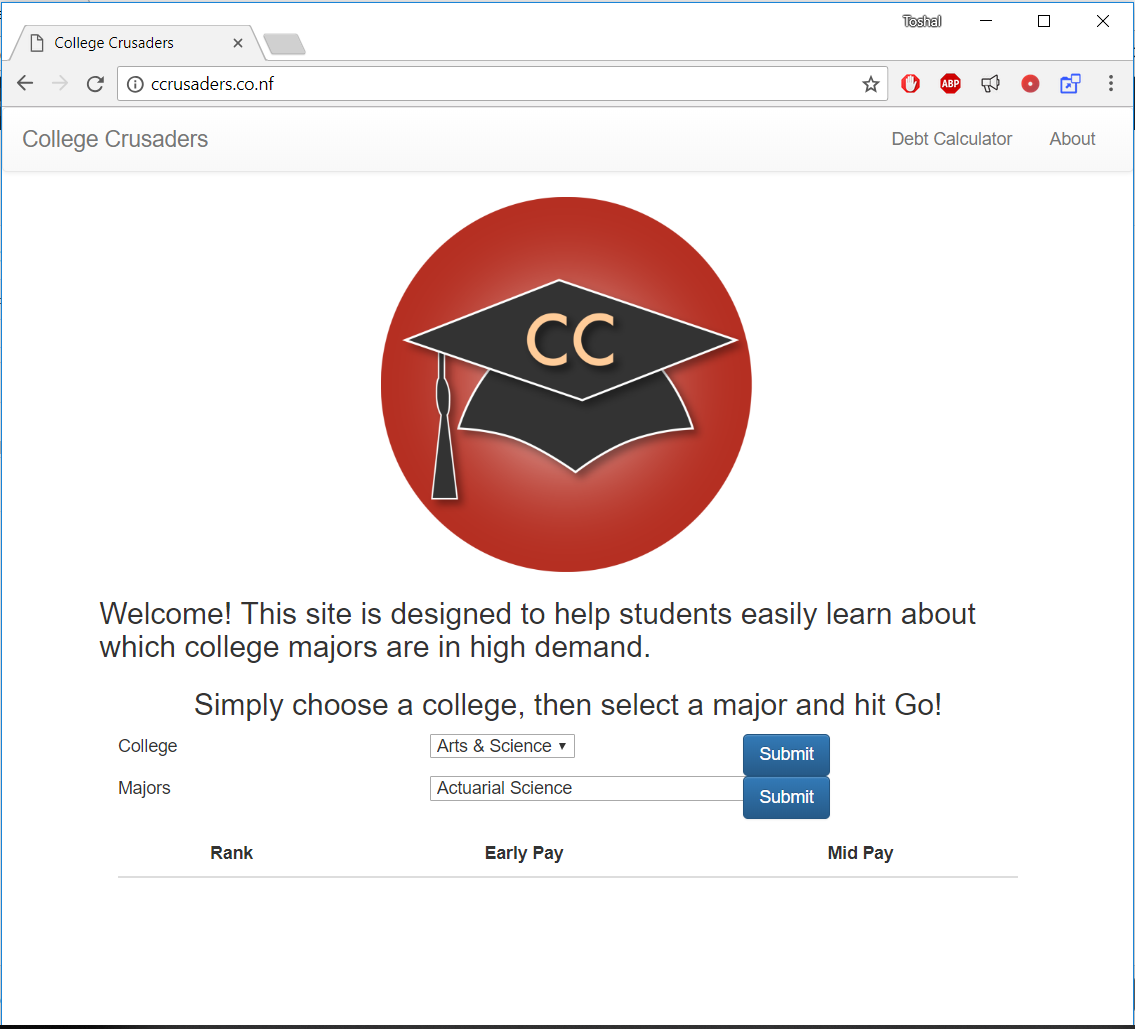 Toshal
College Crusaders
ccrusaders.co.nf
ABP
College Crusaders
Debt Calculator
About
CC
Welcome! This site is designed to help students easily learn about
which college majors are in high demand.
Simply choose a college, then select a major and hit Go!
College
Arts & Science
Submit
Majors
Actuarial Science
Submit
Rank
Early Pay
Mid Pay